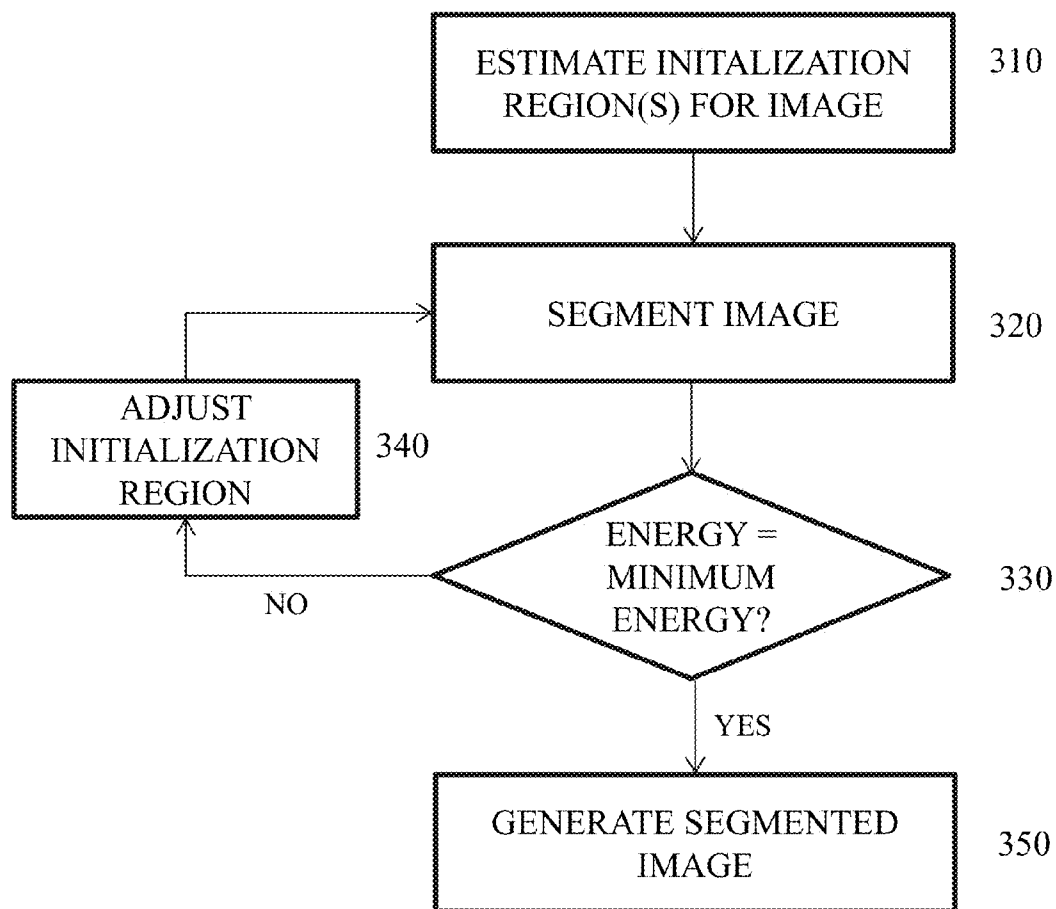 ESTIMATE INITALIZATION
REGION(S) FOR IMAGE
310
SEGMENT IMAGE
320
ADJUST
INITIALIZATION
REGION
340
ENERGY =
MINIMUM
ENERGY?
330
NO
YES
GENERATE SEGMENTED
IMAGE
350